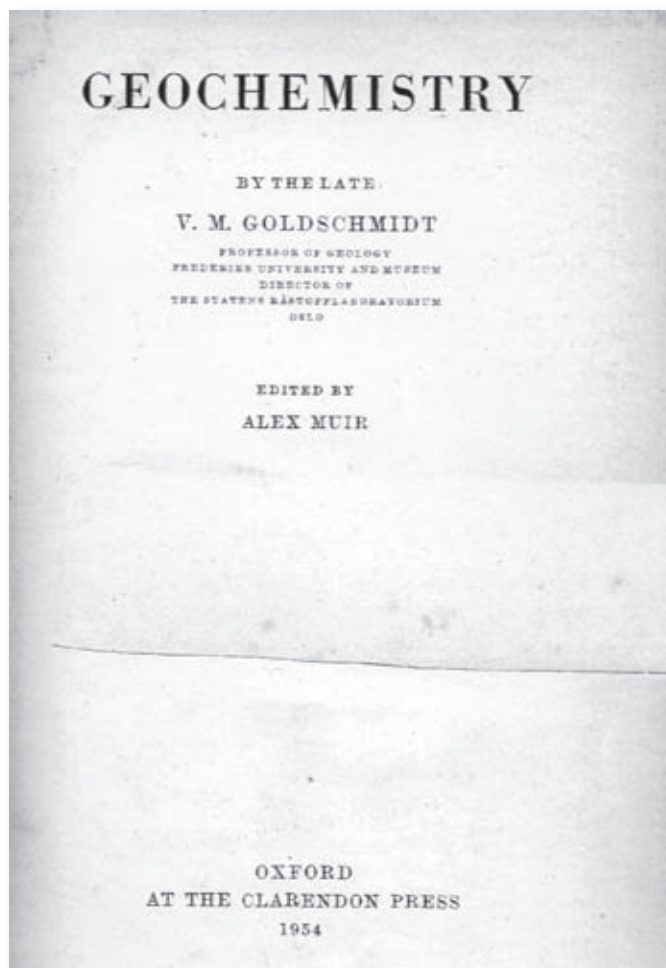 GEOCHEMISTRY
BY THE LATE
V. M. GOLDSCHMIDT
PROFESSOR OF GEOLOGY
FREDERIKS UNIVERSITY AND MUSEUM
DIRECTOR OF
THE STATENS RÅSTOFFLABORATORIUM
OSLO
EDITED BY
ALEX MUIR
OXFORD
AT THE CLARENDON PRESS
1954